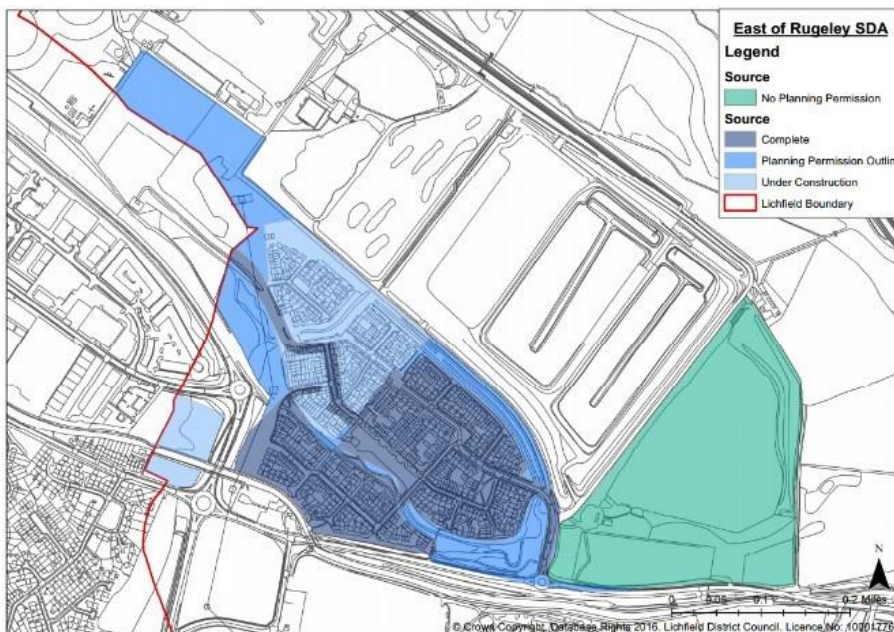 East of Rugeley SDA
Legend
Source
No Planning Permission
Source
Complete
Planning Permission Outlin
Under Construction
Lichfield Boundary
N
0 0.05 0.1 0.2 Miles
© Crown Copyright, Database Rights 2016. Lichfield District Council. Licence No: